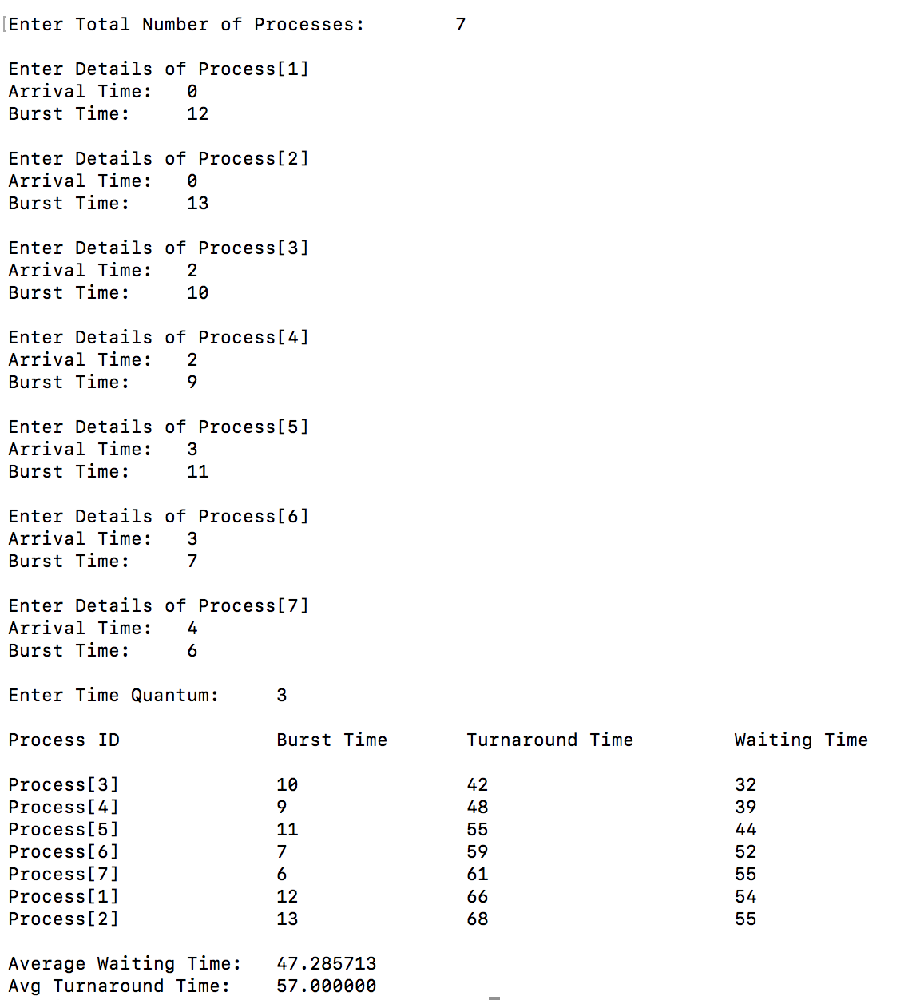 [Enter Total Number of Processes: 7
Enter Details of Process[1]
Arrival Time: 0
Burst Time: 12
Enter Details of Process[2]
Arrival Time: 0
Burst Time: 13
Enter Details of Process[3]
Arrival Time: 2
Burst Time: 10
Enter Details of Process[4]
Arrival Time: 2
Burst Time: 9
Enter Details of Process[5]
Arrival Time: 3
Burst Time: 11
Enter Details of Process[6]
Arrival Time: 3
Burst Time: 7
Enter Details of Process[7]
Arrival Time: 4
Burst Time: 6
Enter Time Quantum: 3
Process ID Burst Time Turnaround Time Waiting Time
Process[3] 10 42 32
Process[4] 9 48 39
Process[5] 11 55 44
Process[6] 7 59 52
Process[7] 6 61 55
Process[1] 12 66 54
Process[2] 13 68 55
Average Waiting Time: 47.285713
Avg Turnaround Time: 57.000000